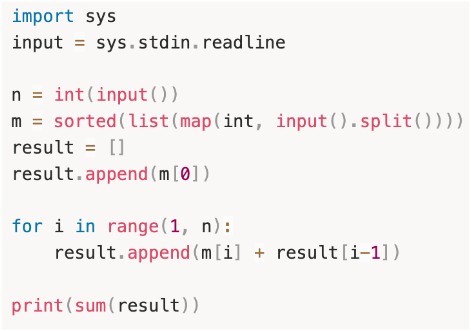 import sys
input = sys.stdin.readline
n = int(input())
m = sorted(list(map(int, input().split())))
result = []
result.append(m[0])
for i in range(1, n):
result.append(m[i] + result[i-1])
print(sum(result))